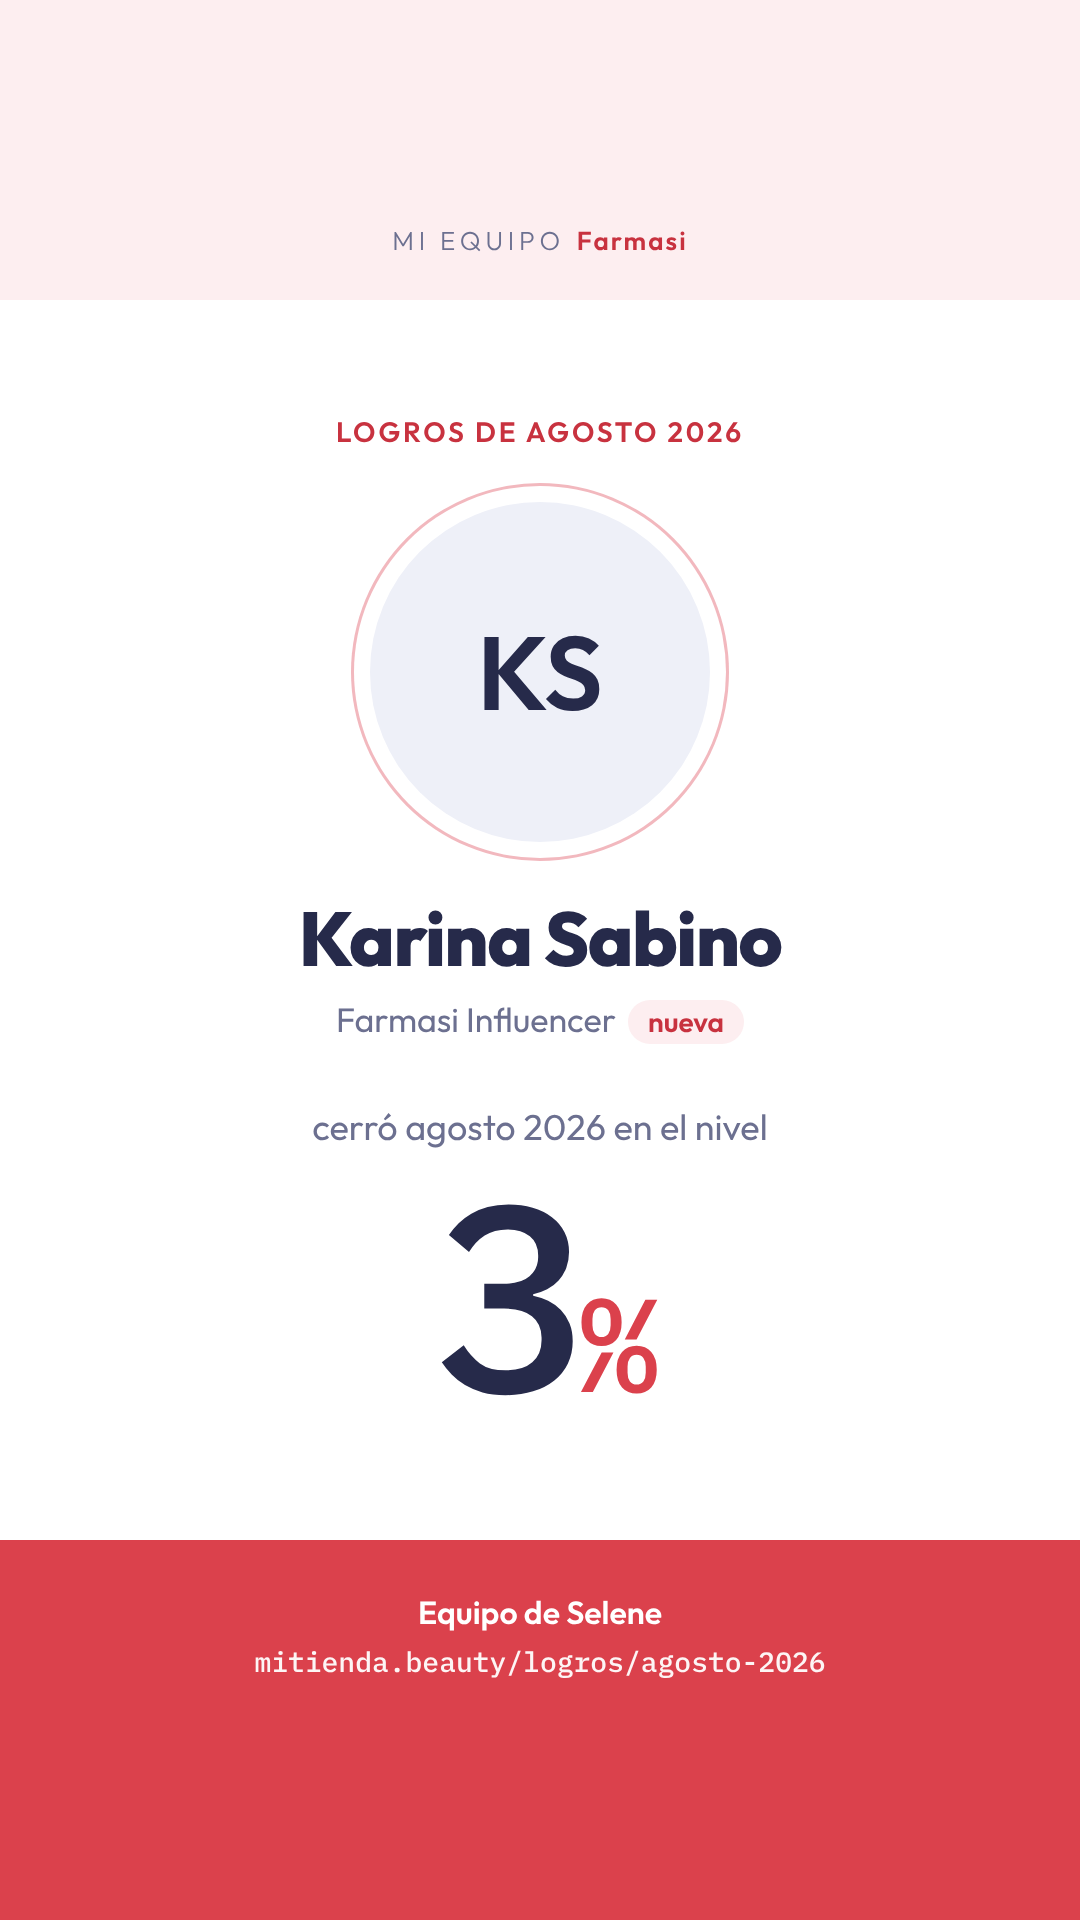 MI EQUIPO Farmasi
LOGROS DE AGOSTO 2026
KS
Karina Sabino
Farmasi Influencer nueva
cerró agosto 2026 en el nivel
3%
Equipo de Selene
mitienda.beauty/logros/agosto-2026